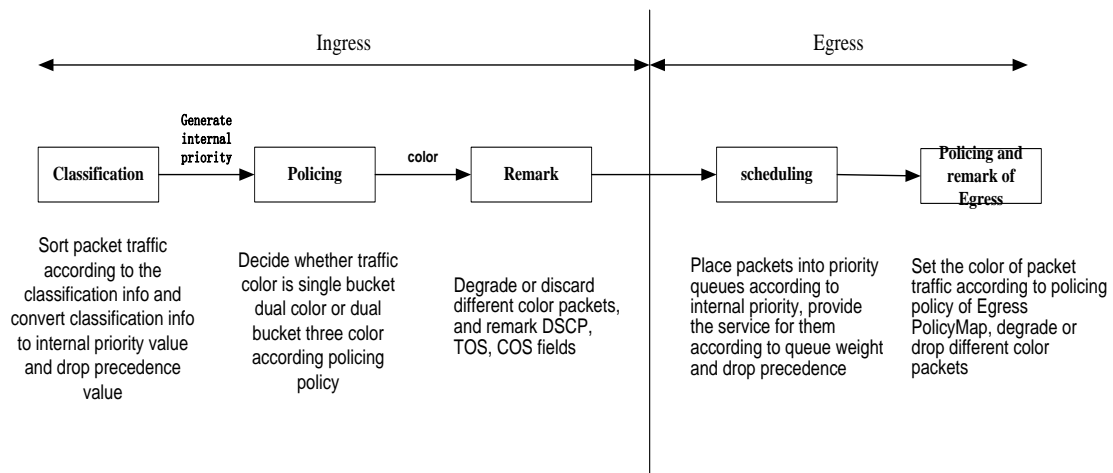 Ingress
Egress
Generate
internal
priority
color
Classification
Policing
Remark
scheduling
Policing and
remark of
Egress
Sort packet traffic
according to the
classification info and
convert classification info
to internal priority value
and drop precedence
value
Decide whether traffic
color is single bucket
dual color or dual
bucket three color
according policing
policy
Degrade or discard
different color packets,
and remark DSCP,
TOS, COS fields
Place packets into priority
queues according to
internal priority, provide
the service for them
according to queue weight
and drop precedence
Set the color of packet
traffic according to policing
policy of Egress
PolicyMap, degrade or
drop different color
packets